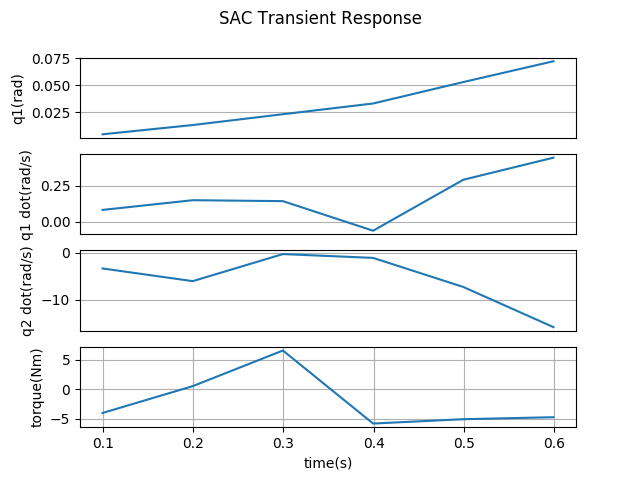 SAC Transient Response
q1(rad)
0.075
0.050
0.025
q1 dot(rad/s)
0.25
0.00
q2 dot(rad/s)
0
−10
torque(Nm)
5
0
−5
0.1 0.2 0.3 0.4 0.5 0.6
time(s)